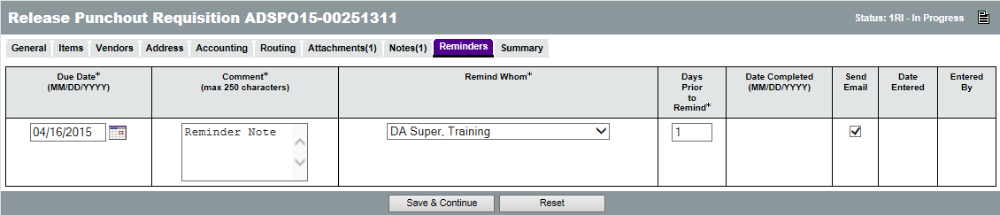 Release Punchout Requisition ADSPO15-00251311
Status: 1RI - In Progress
General Items Vendors Address Accounting Routing Attachments(1) Notes(1) Reminders Summary
Due Date*
(MM/DD/YYYY)
Comment*
(max 250 characters)
Remind Whom*
Days
Prior
to
Remind*
Date Completed
(MM/DD/YYYY)
Send
Email
Date
Entered
Entered
By
04/16/2015
Reminder Note
DA Super, Training
1
Save & Continue
Reset